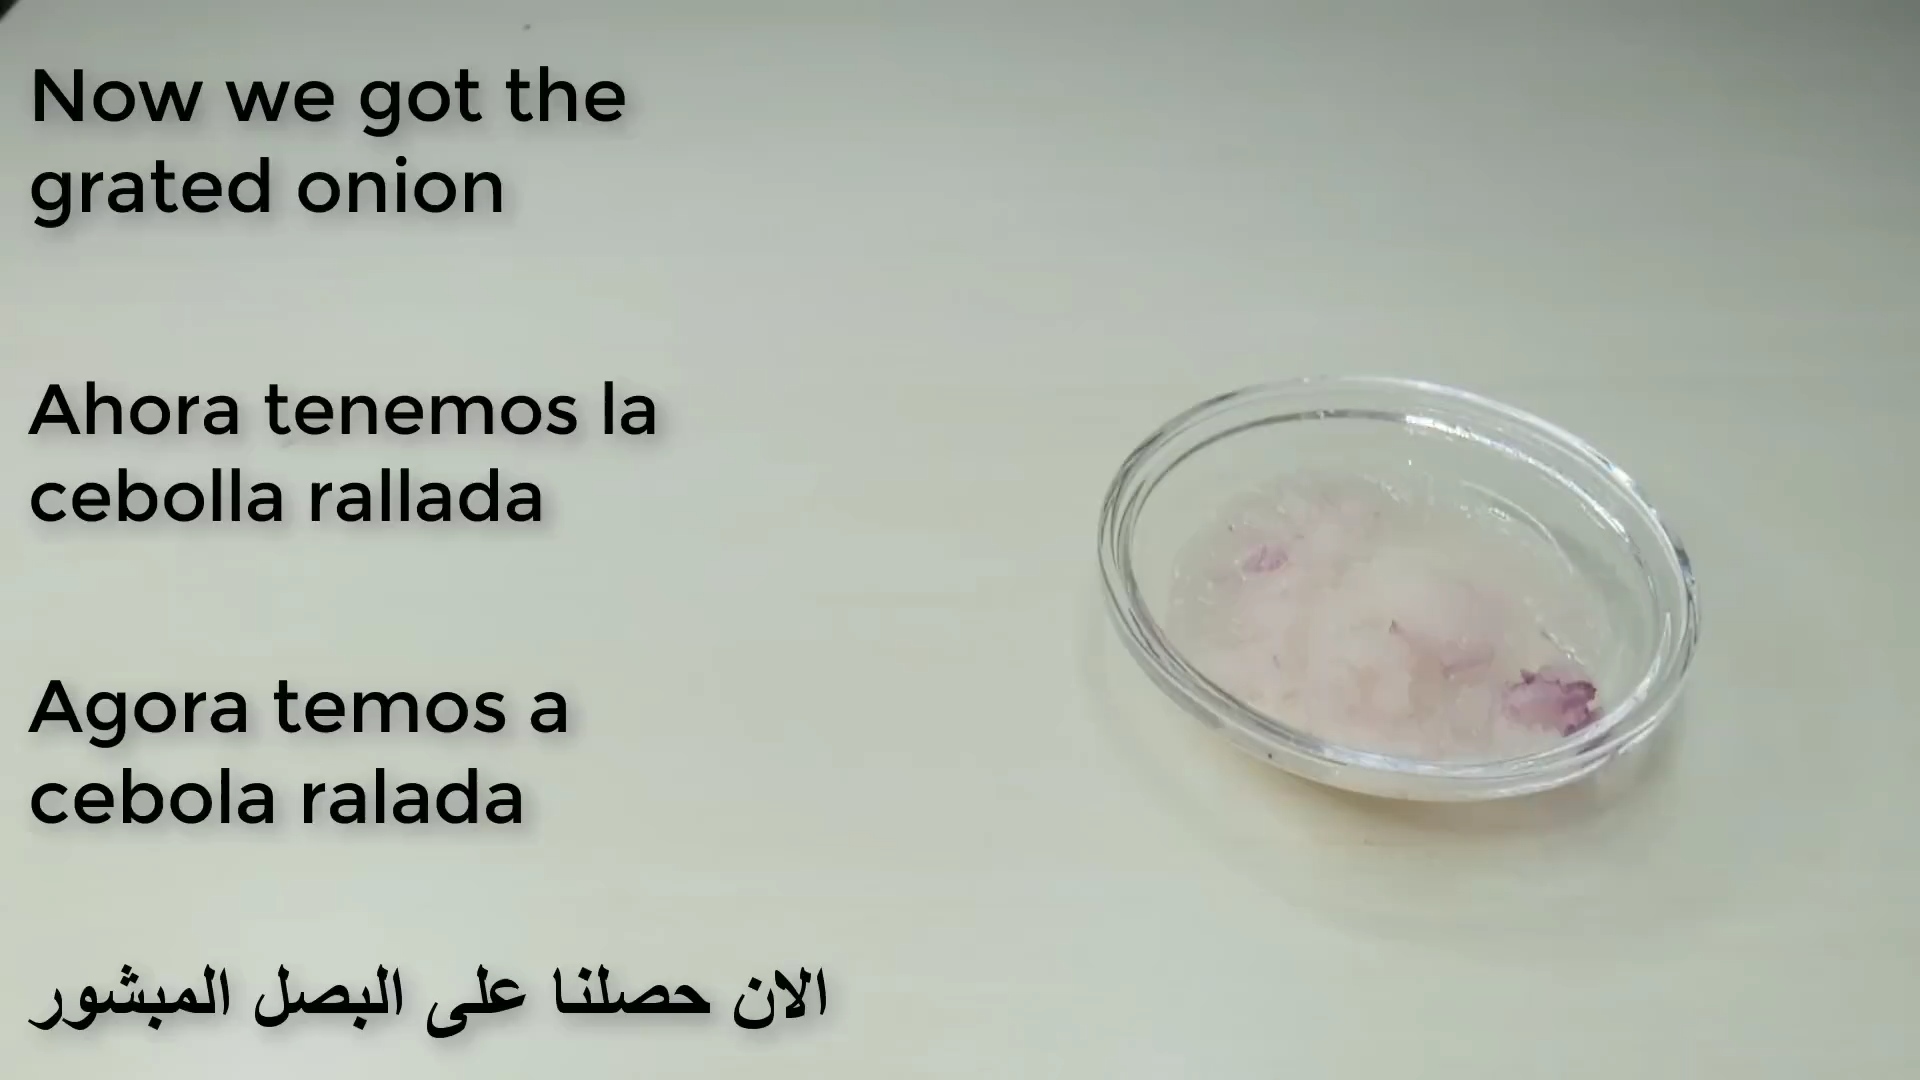 Now we got the
grated onion
Ahora tenemos la
cebolla rallada
Agora temos a
cebola ralada
الان حصلنا على البصل المبشور